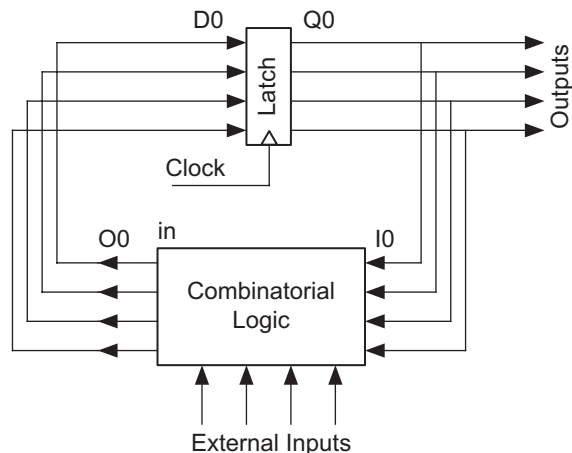 D0
Q0
Latch
Outputs
Clock
O0
in
I0
Combinatorial
Logic
External Inputs